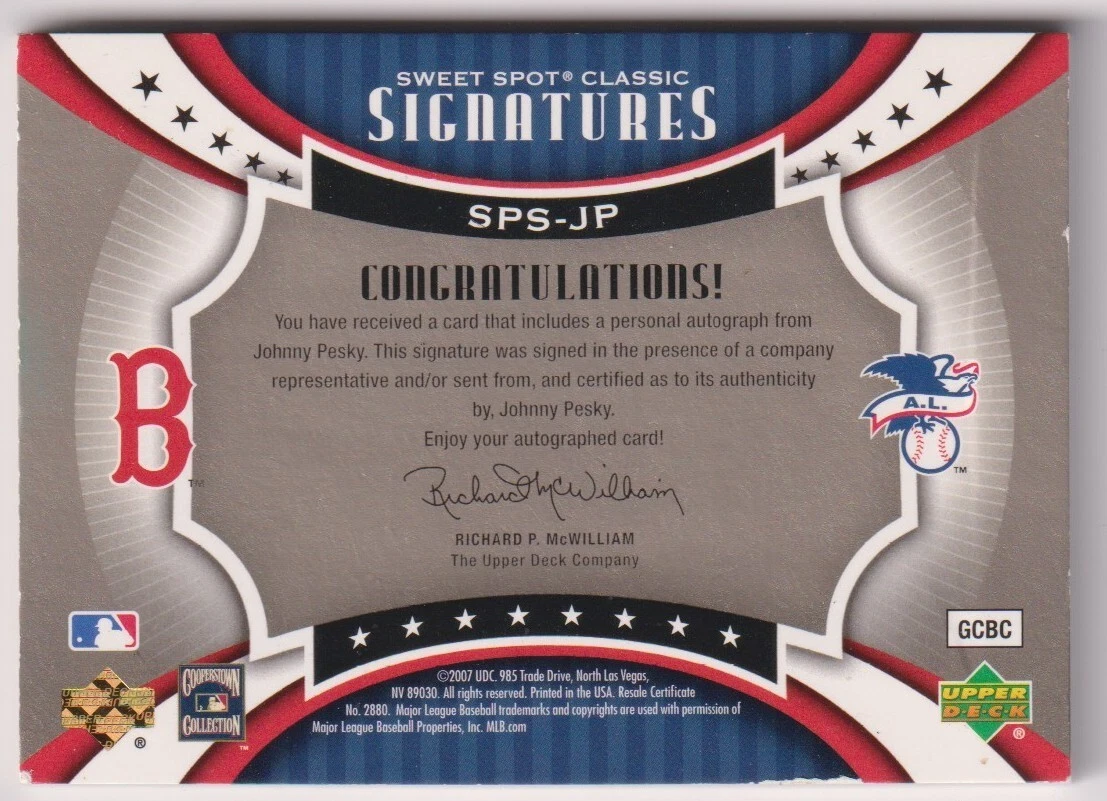 SWEET SPOT® CLASSIC
SIGNATURES
SPS-JP
CONGRATULATIONS!
You have received a card that includes a personal autograph from
Johnny Pesky. This signature was signed in the presence of a company
representative and/or sent from, and certified as to its authenticity
by, Johnny Pesky.
Enjoy your autographed card!
B TM
A.L. TM
Richard McWilliam
RICHARD P. McWILLIAM
The Upper Deck Company
GCBC
©2007 UDC. 985 Trade Drive, North Las Vegas,
NV 89030. All rights reserved. Printed in the USA. Resale Certificate
No. 2880. Major League Baseball trademarks and copyrights are used with permission of
Major League Baseball Properties, Inc. MLB.com
®
COOPERSTOWN
COLLECTION
TM
UPPER
DECK
®